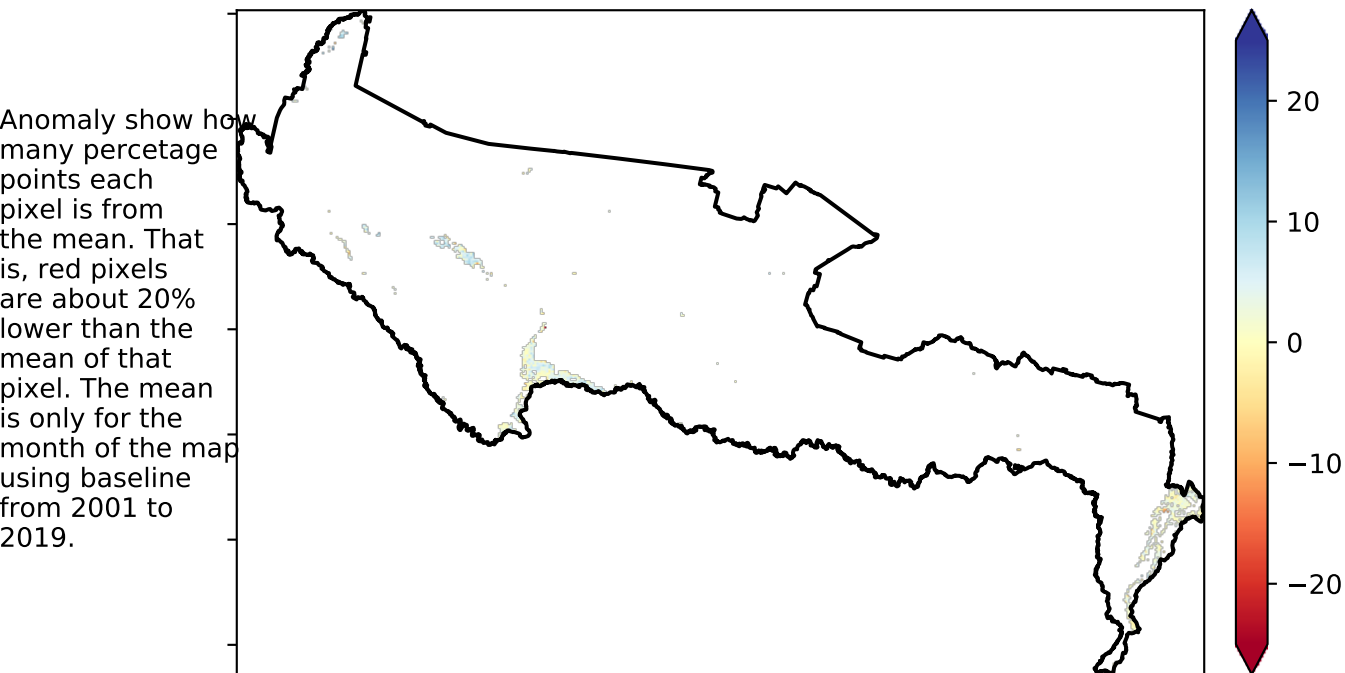 Anomaly show how
many percetage
points each
pixel is from
the mean. That
is, red pixels
are about 20%
lower than the
mean of that
pixel. The mean
is only for the
month of the map
using baseline
from 2001 to
2019.
20
10
0
−10
−20